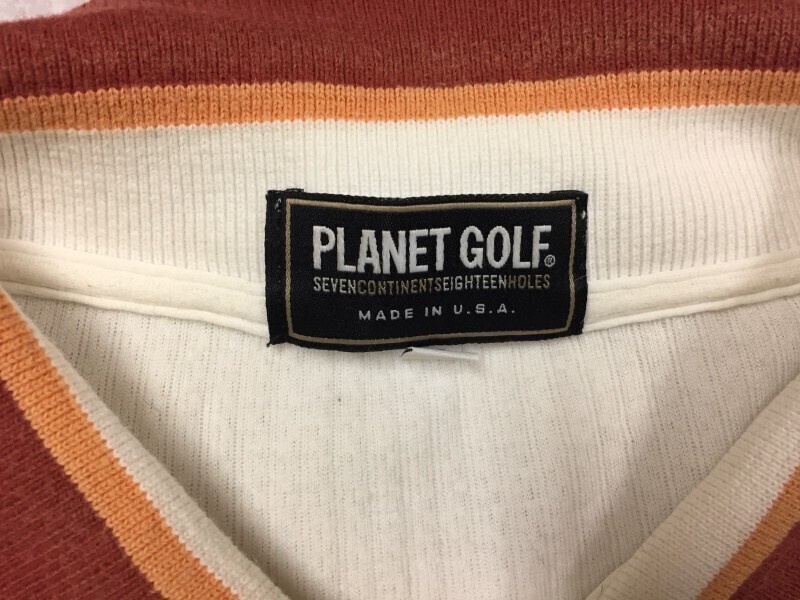 PLANET GOLF®
SEVENCONTINENTSEIGHTEENHOLES
MADE IN U.S.A.